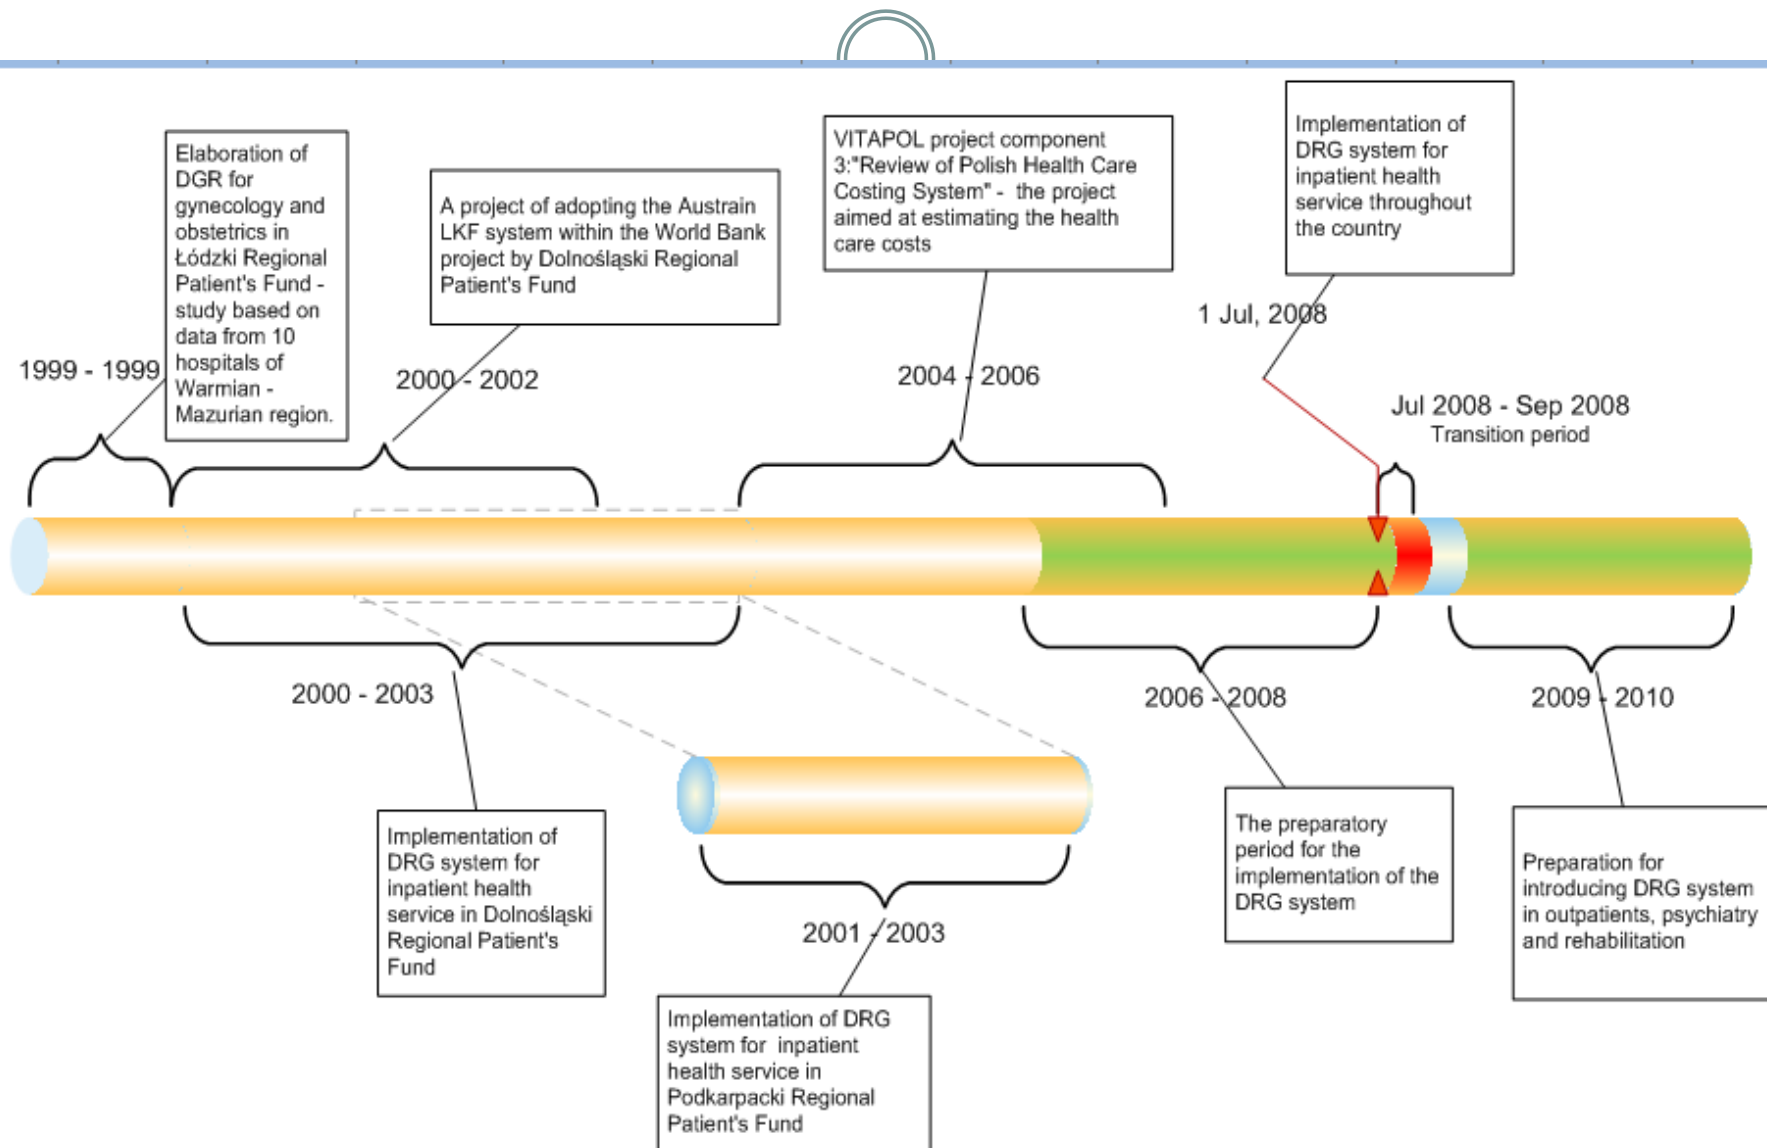 1999 - 1999
Elaboration of
DGR for
gynecology and
obstetrics in
Łódzki Regional
Patient's Fund -
study based on
data from 10
hospitals of
Warmian -
Mazurian region.
A project of adopting the Austrain
LKF system within the World Bank
project by Dolnośląski Regional
Patient's Fund
2000 - 2002
VITAPOL project component
3:"Review of Polish Health Care
Costing System" -  the project
aimed at estimating the health
care costs
2004 - 2006
Implementation of
DRG system for
inpatient health
service throughout
the country
1 Jul, 2008
Jul 2008 - Sep 2008
Transition period
2000 - 2003
Implementation of
DRG system for
inpatient health
service in Dolnośląski
Regional Patient's
Fund
2001 - 2003
Implementation of DRG
system for  inpatient
health service in
Podkarpacki Regional
Patient's Fund
2006 - 2008
The preparatory
period for the
implementation of the
DRG system
2009 - 2010
Preparation for
introducing DRG system
in outpatients, psychiatry
and rehabilitation